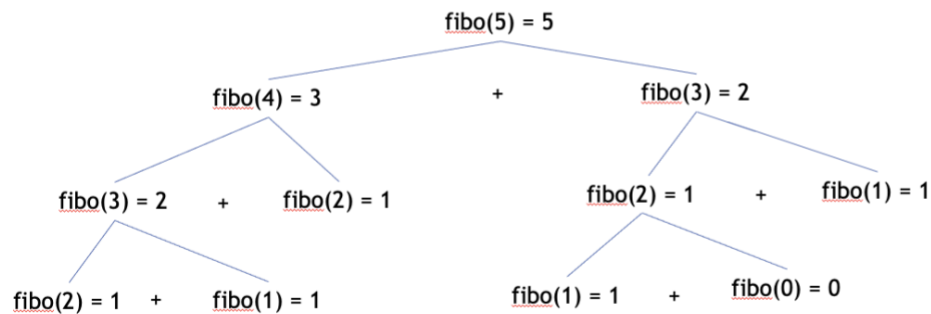 fibo(5) = 5
fibo(4) = 3 + fibo(3) = 2
fibo(3) = 2 + fibo(2) = 1 fibo(2) = 1 + fibo(1) = 1
fibo(2) = 1 + fibo(1) = 1 fibo(1) = 1 + fibo(0) = 0